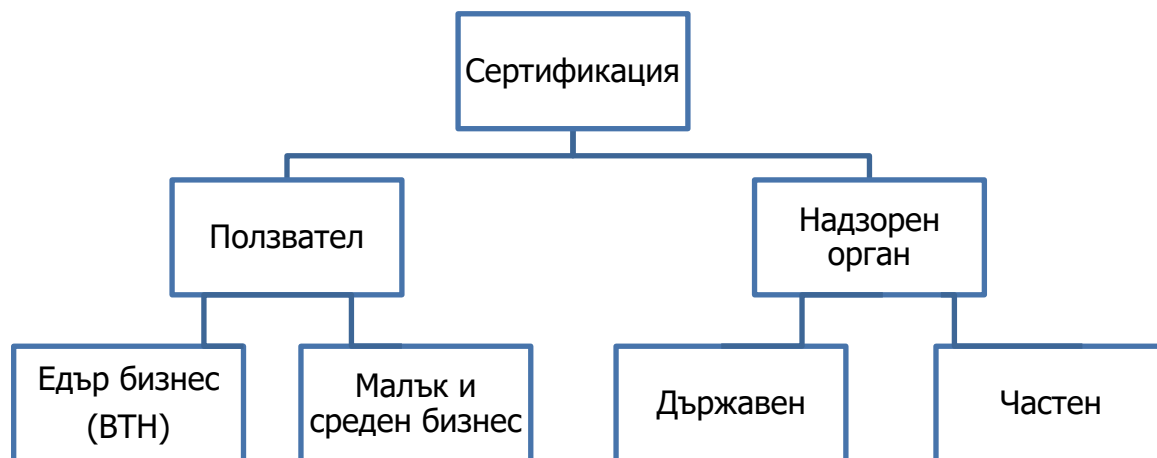 Сертификация
Ползвател
Надзорен
орган
Едър бизнес
(ВТН)
Малък и
среден бизнес
Държавен
Частен